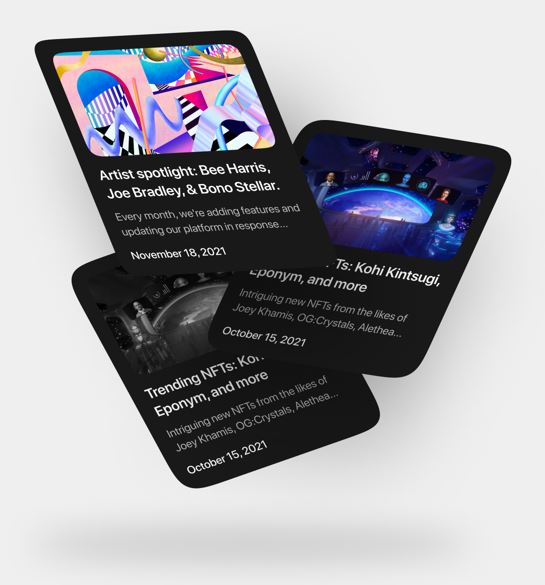 Artist spotlight: Bee Harris,
Joe Bradley, & Bono Stellar.
Every month, we're adding features and
updating our platform in response...
November 18, 2021
Ts: Kohi Kintsugi,
Eponym, and more
Intriguing new NFTs from the likes of
Joey Khamis, OG:Crystals, Alethea...
October 15, 2021
Trending NFTs: Koh
Eponym, and more
Intriguing new NFTs from the likes of
Joey Khamis, OG:Crystals, Alethea...
October 15, 2021